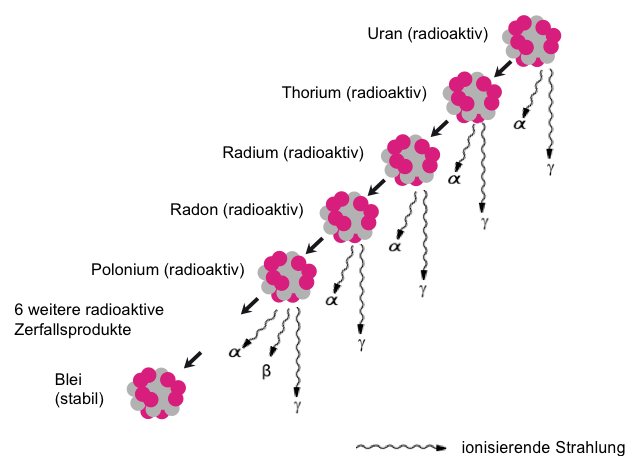 Uran (radioaktiv)
Thorium (radioaktiv)
α
γ
Radium (radioaktiv)
α
γ
Radon (radioaktiv)
α
γ
Polonium (radioaktiv)
α
γ
6 weitere radioaktive
Zerfallsprodukte
α
β
γ
Blei
(stabil)
ionisierende Strahlung